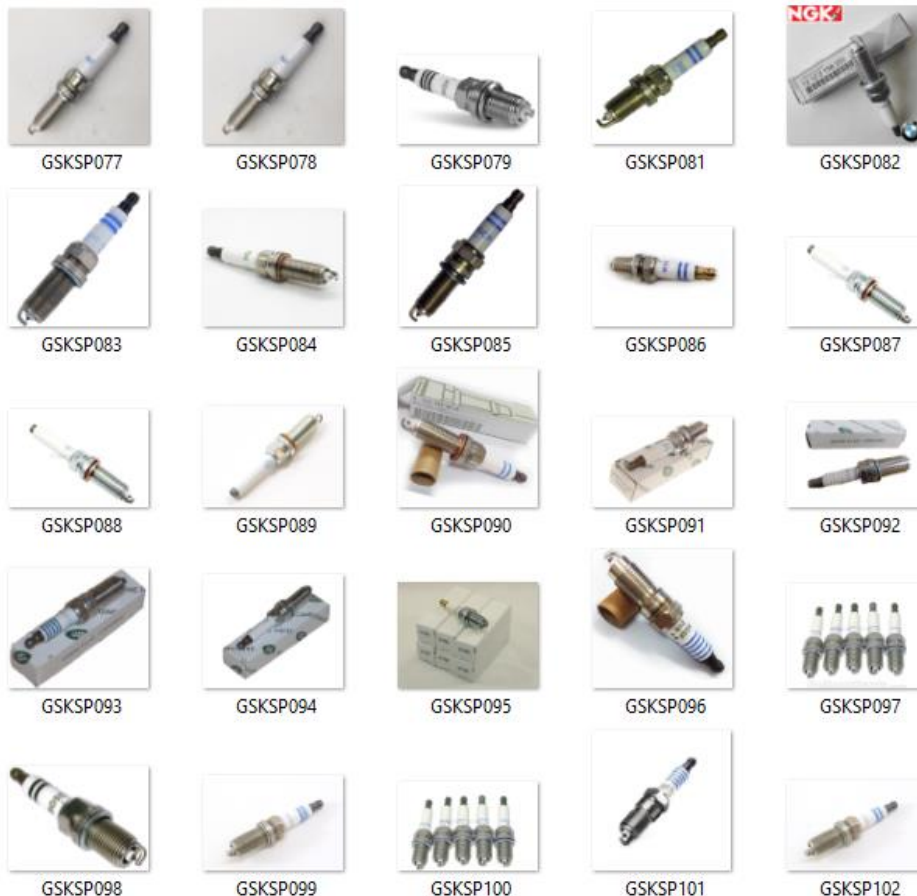 GSKSP077 GSKSP078 GSKSP079 GSKSP081 GSKSP082
NGK
GSKSP083 GSKSP084 GSKSP085 GSKSP086 GSKSP087
GSKSP088 GSKSP089 GSKSP090 GSKSP091 GSKSP092
GSKSP093 GSKSP094 GSKSP095 GSKSP096 GSKSP097
GSKSP098 GSKSP099 GSKSP100 GSKSP101 GSKSP102